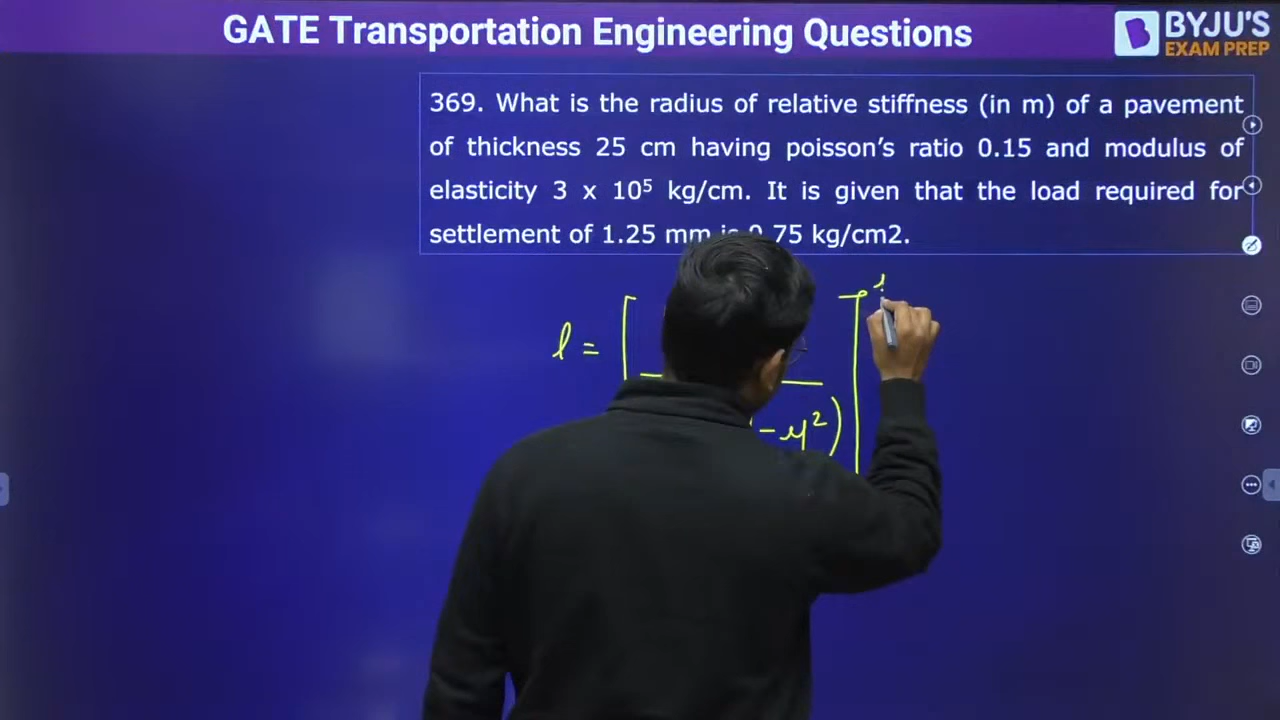 GATE Transportation Engineering Questions
BYJU'S
EXAM PREP
369. What is the radius of relative stiffness (in m) of a pavement
of thickness 25 cm having poisson's ratio 0.15 and modulus of
elasticity 3 x 10⁵ kg/cm. It is given that the load required for
settlement of 1.25 mm is 0.75 kg/cm2.
l = [
- μ²) ]